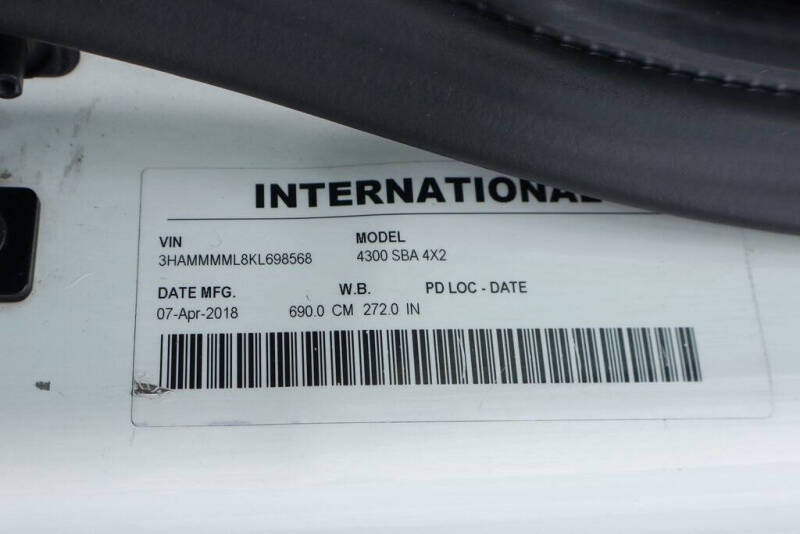 INTERNATIONAL
VIN MODEL
3HAMMMML8KL698568 4300 SBA 4X2
DATE MFG. W.B. PD LOC - DATE
07-Apr-2018 690.0 CM 272.0 IN